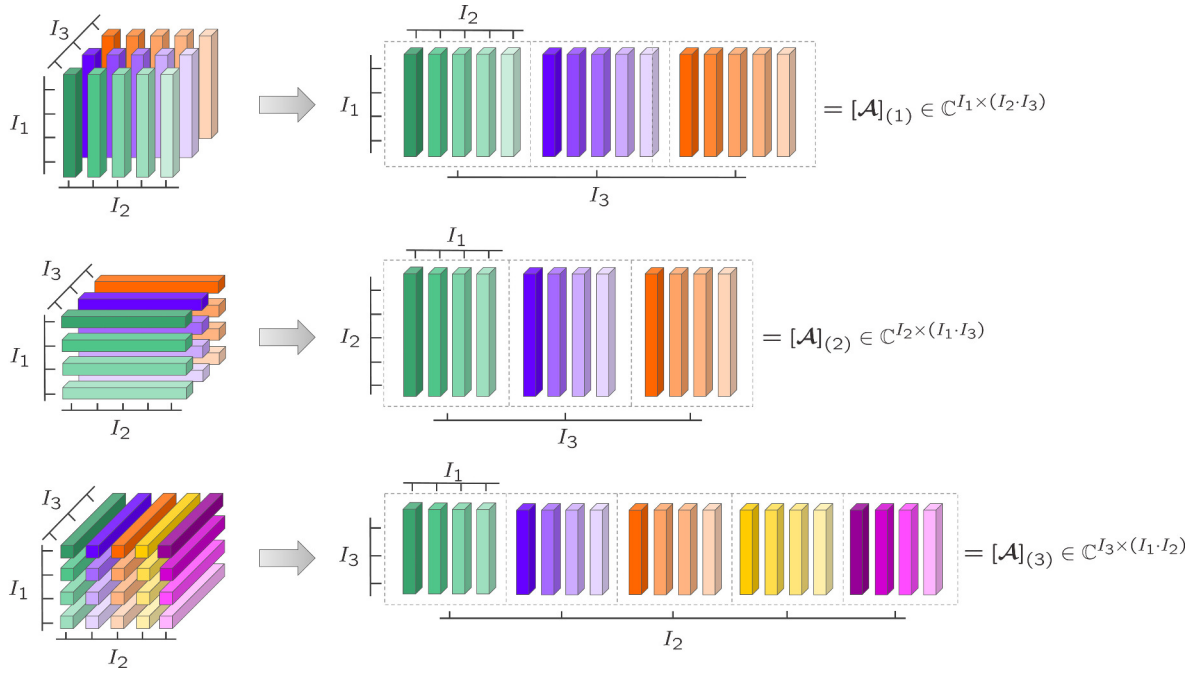 I₃
I₁
I₂
I₂
I₁
I₃
= [𝓐]₍₁₎ ∈ ℂ^{I₁×(I₂·I₃)}
I₃
I₁
I₂
I₁
I₂
I₃
= [𝓐]₍₂₎ ∈ ℂ^{I₂×(I₁·I₃)}
I₃
I₁
I₂
I₁
I₃
I₂
= [𝓐]₍₃₎ ∈ ℂ^{I₃×(I₁·I₂)}